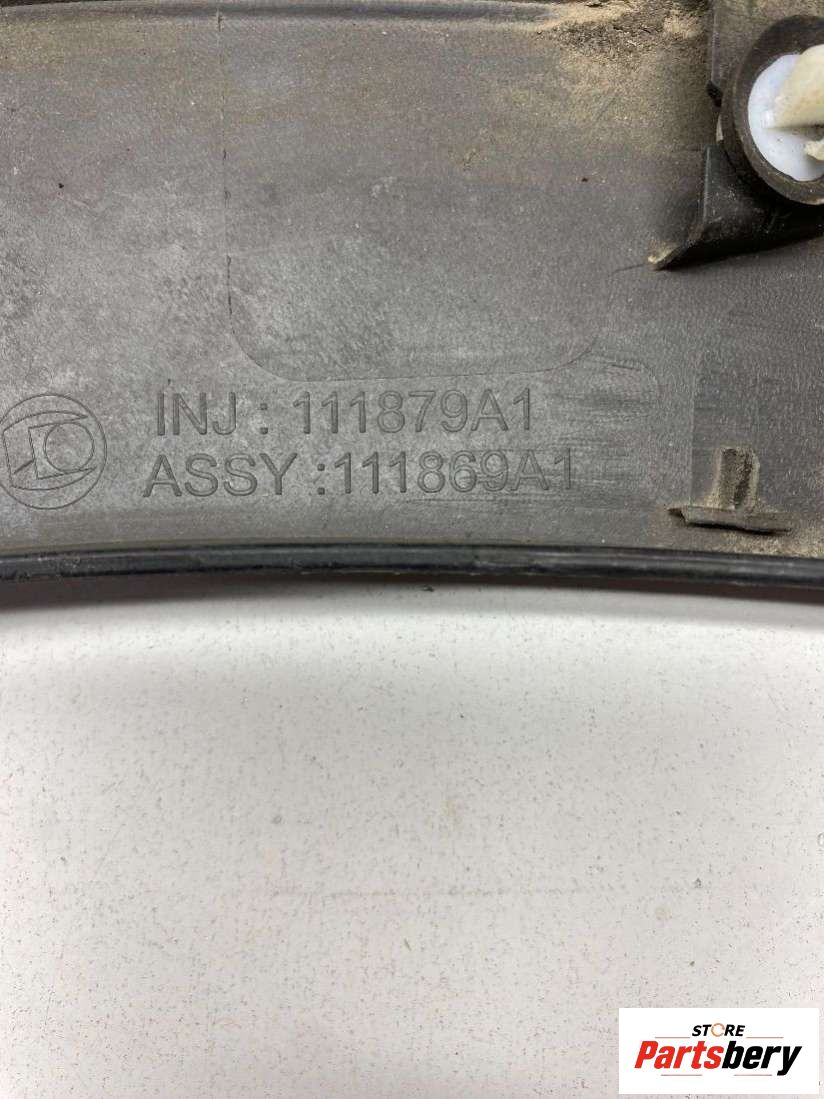 INJ : 111879A1
ASSY :111869A1
STORE
Partsbery